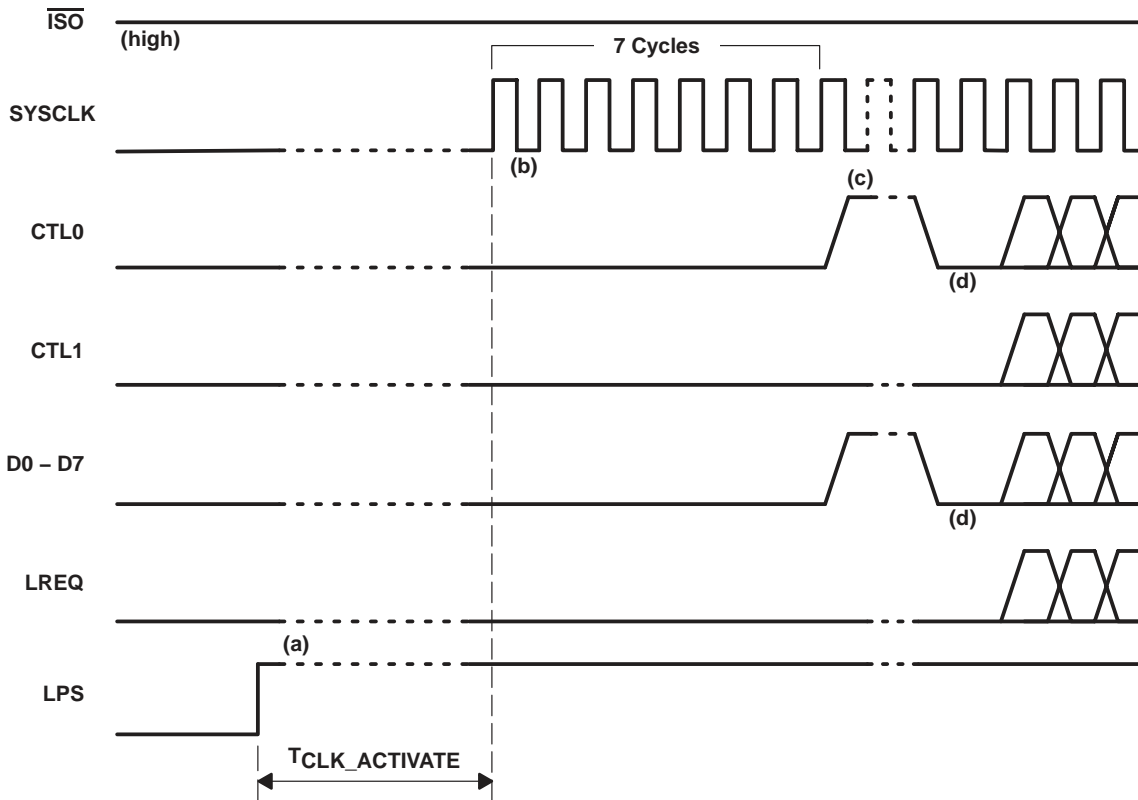 ISO
(high)
7 Cycles
SYSCLK
(b)
(c)
CTL0
(d)
CTL1
D0 – D7
(d)
LREQ
(a)
LPS
TCLK_ACTIVATE